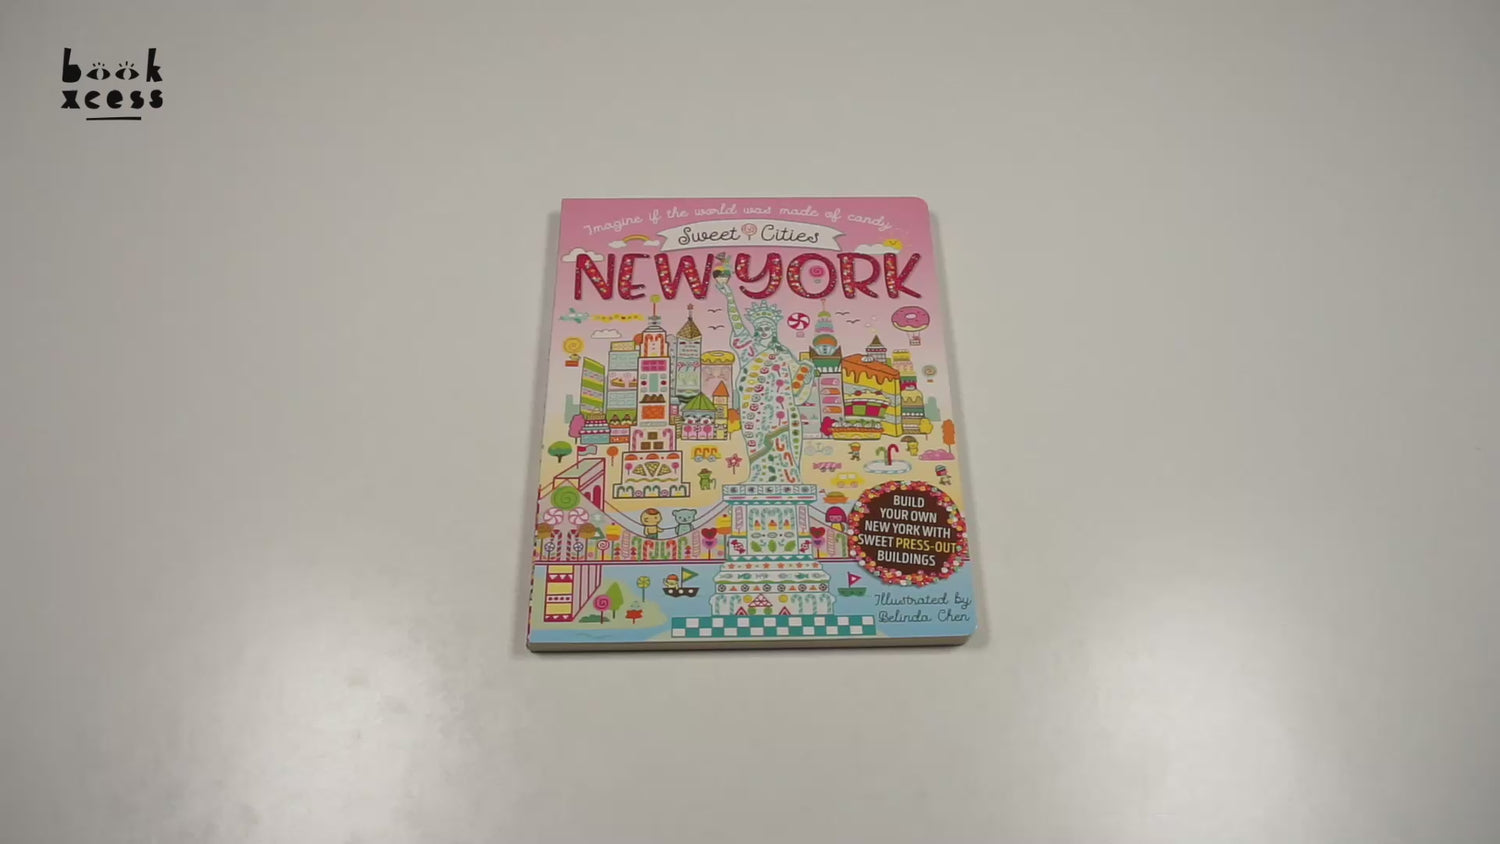 book
xcess
"Imagine if the world was made of candy...
Sweet Cities
NEW YORK
BUILD
YOUR OWN
NEW YORK WITH
SWEET PRESS-OUT
BUILDINGS
Illustrated by
Belinda Chen